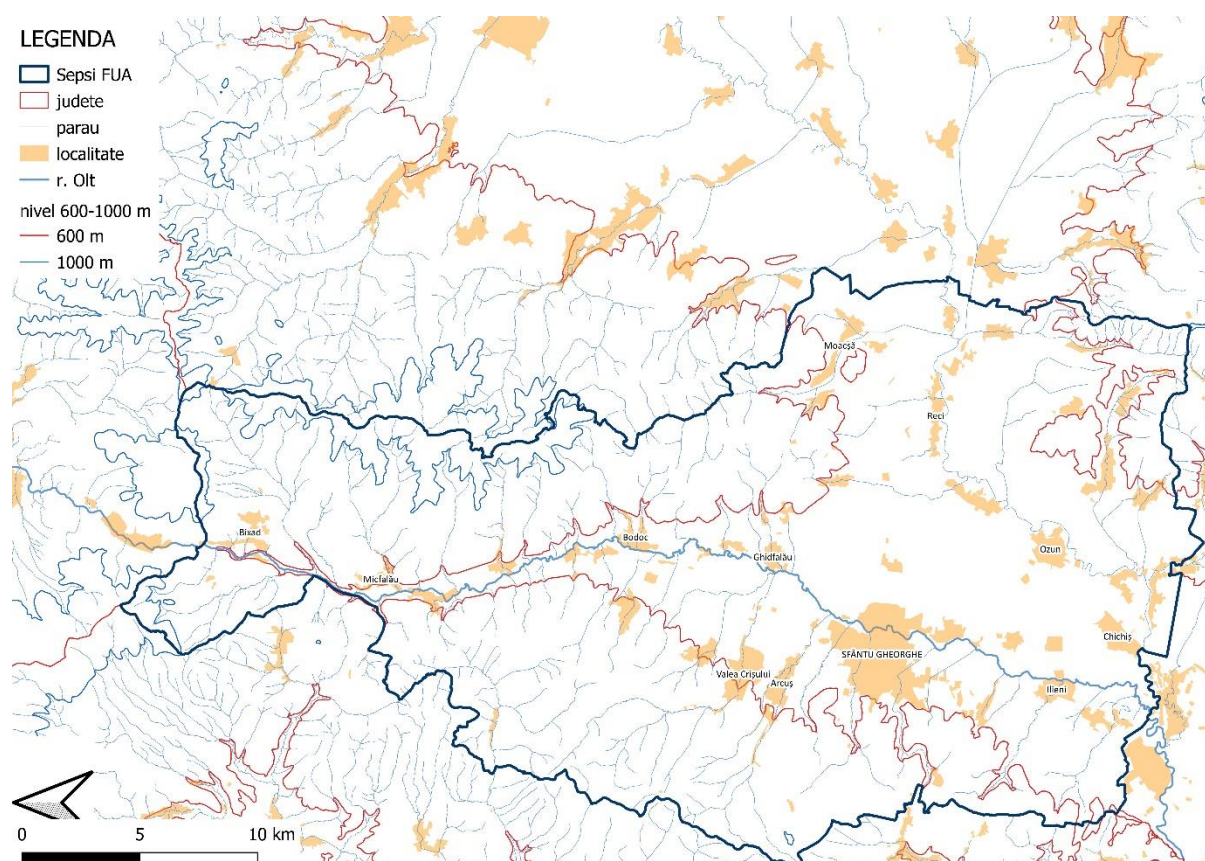 LEGENDA
Sepsi FUA
judete
parau
localitate
r. Olt
nivel 600-1000 m
600 m
1000 m
Moacșă
Reci
Bixad
Bodoc
Ghidfalău
Ozun
Micfalău
Chichiș
SFÂNTU GHEORGHE
Valea Crișului
Arcuș
Ilieni
0 5 10 km